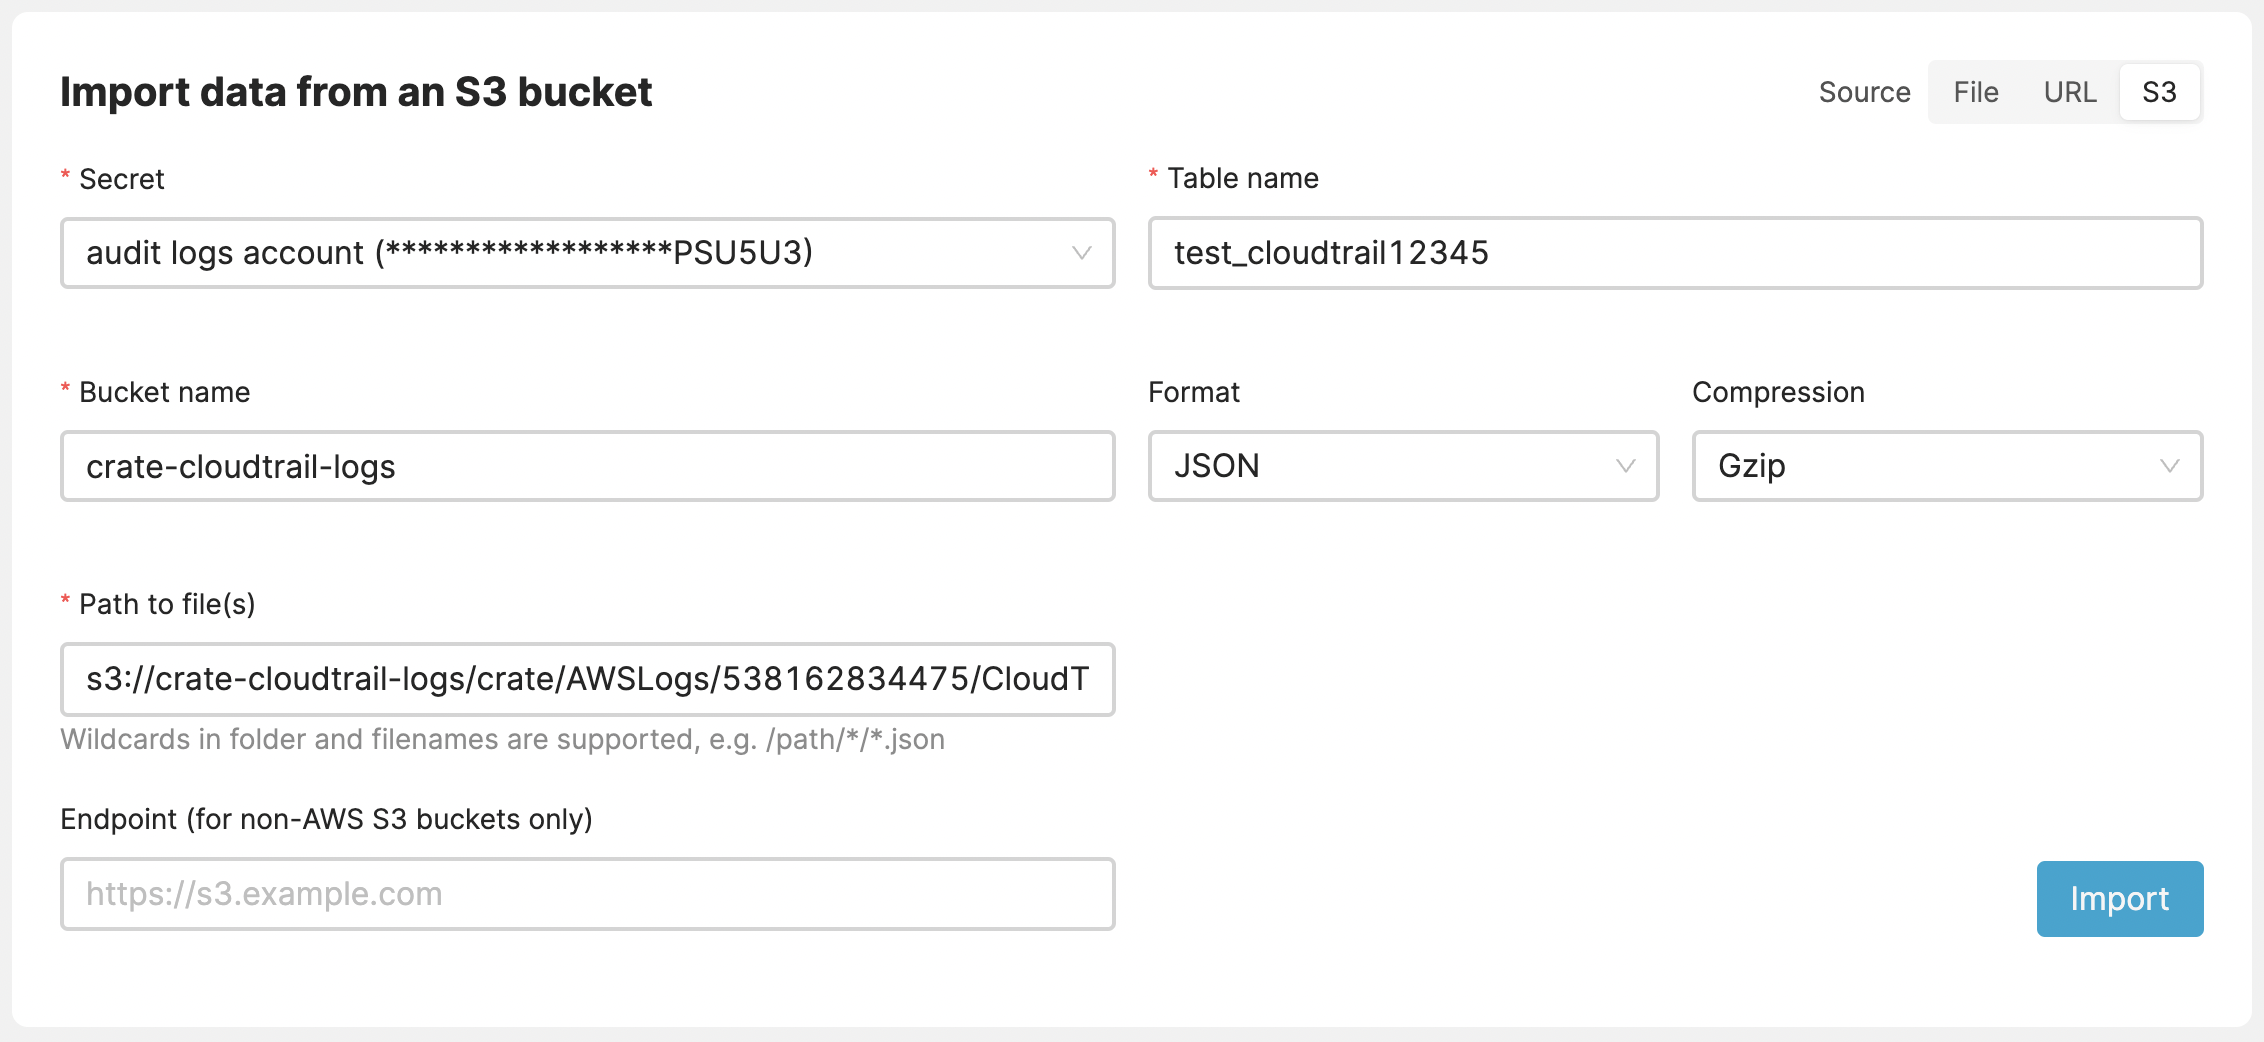 Import data from an S3 bucket
Source File URL S3
* Secret
audit logs account (******************PSU5U3)
* Table name
test_cloudtrail12345
* Bucket name
crate-cloudtrail-logs
Format
JSON
Compression
Gzip
* Path to file(s)
s3://crate-cloudtrail-logs/crate/AWSLogs/538162834475/CloudT
Wildcards in folder and filenames are supported, e.g. /path/*/*.json
Endpoint (for non-AWS S3 buckets only)
https://s3.example.com
Import